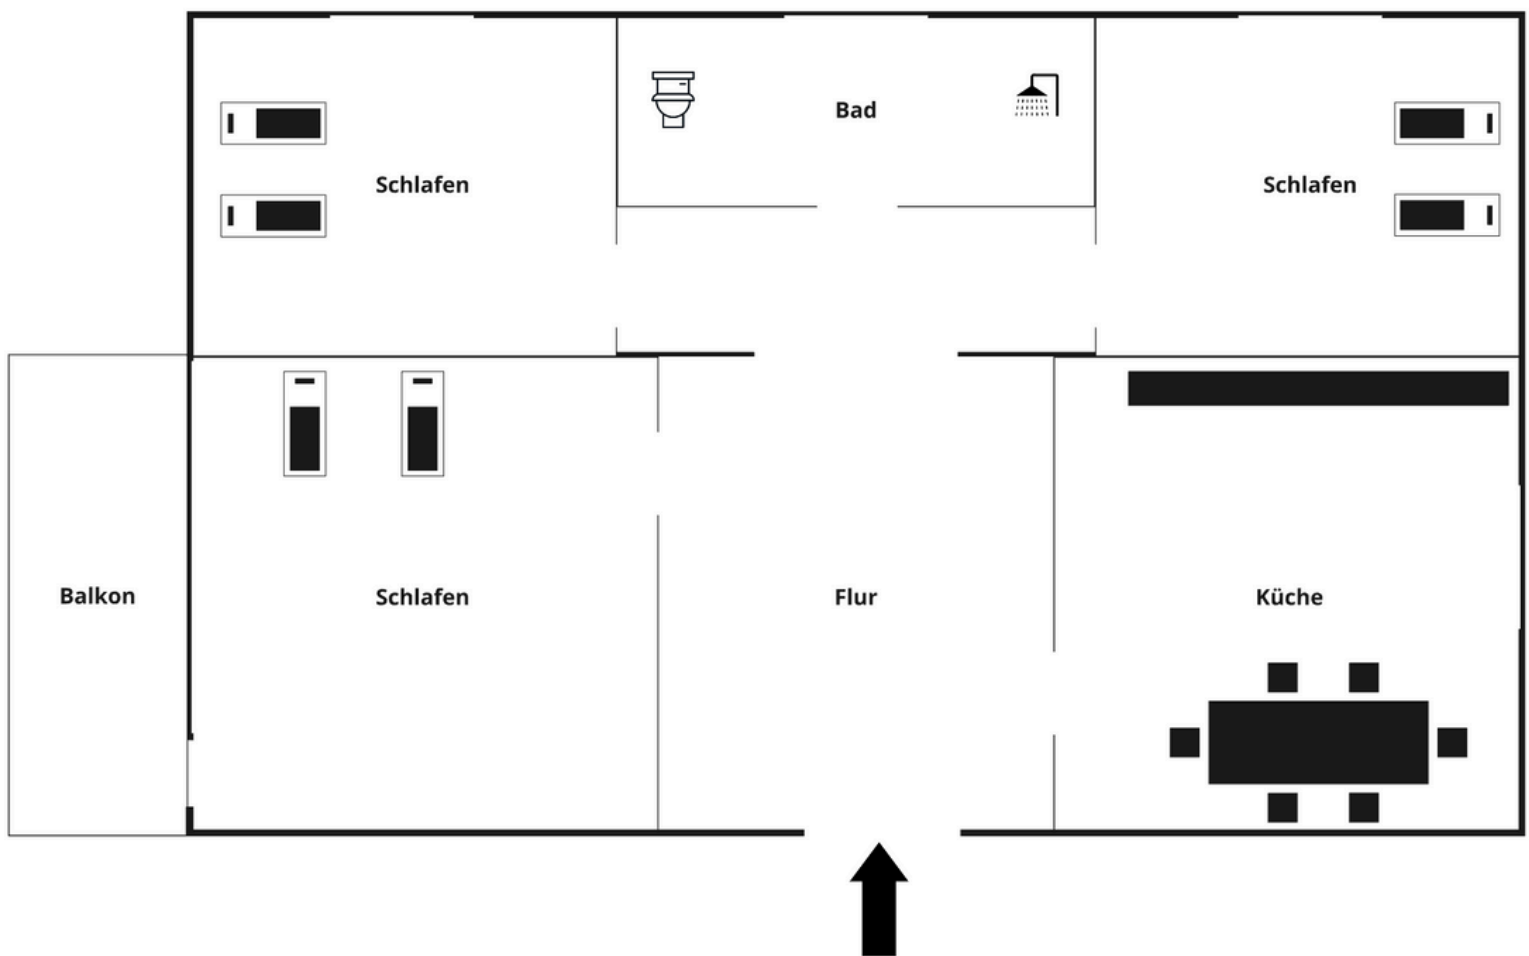 Bad
Schlafen
Schlafen
Balkon
Schlafen
Flur
Küche